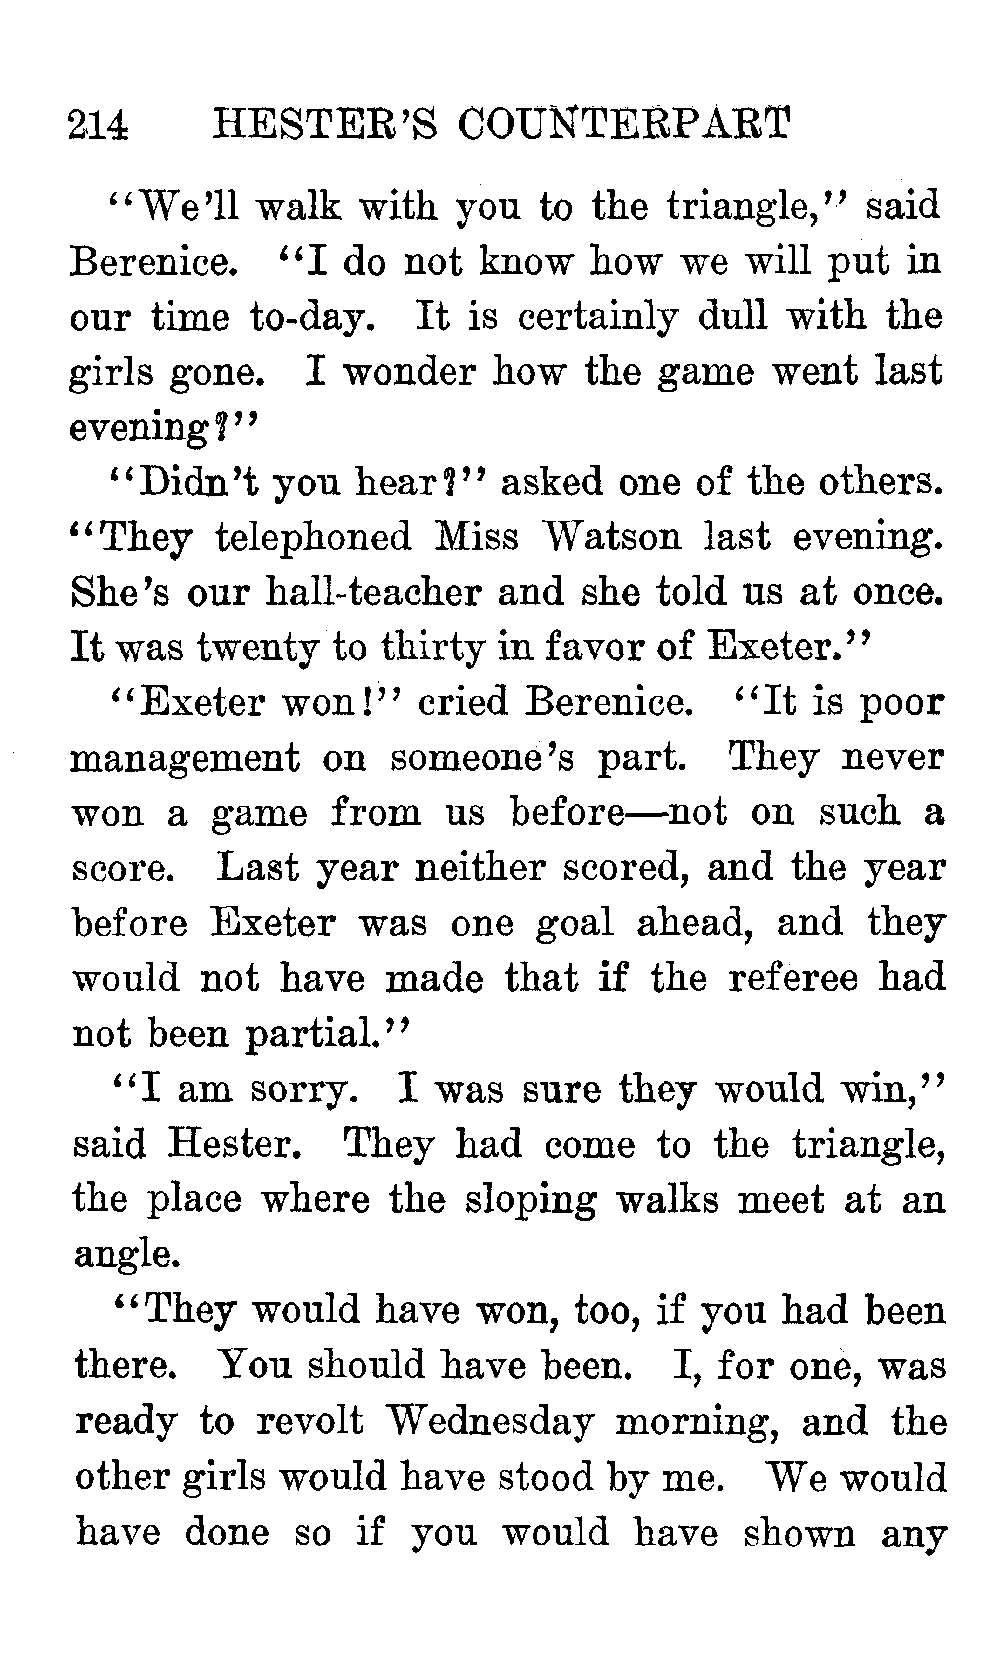 214 HESTER'S COUNTERPART
"We'll walk with you to the triangle," said
Berenice. "I do not know how we will put in
our time to-day. It is certainly dull with the
girls gone. I wonder how the game went last
evening?"
"Didn't you hear?" asked one of the others.
"They telephoned Miss Watson last evening.
She's our hall-teacher and she told us at once.
It was twenty to thirty in favor of Exeter."
"Exeter won!" cried Berenice. "It is poor
management on someone's part. They never
won a game from us before—not on such a
score. Last year neither scored, and the year
before Exeter was one goal ahead, and they
would not have made that if the referee had
not been partial."
"I am sorry. I was sure they would win,"
said Hester. They had come to the triangle,
the place where the sloping walks meet at an
angle.
"They would have won, too, if you had been
there. You should have been. I, for one, was
ready to revolt Wednesday morning, and the
other girls would have stood by me. We would
have done so if you would have shown any